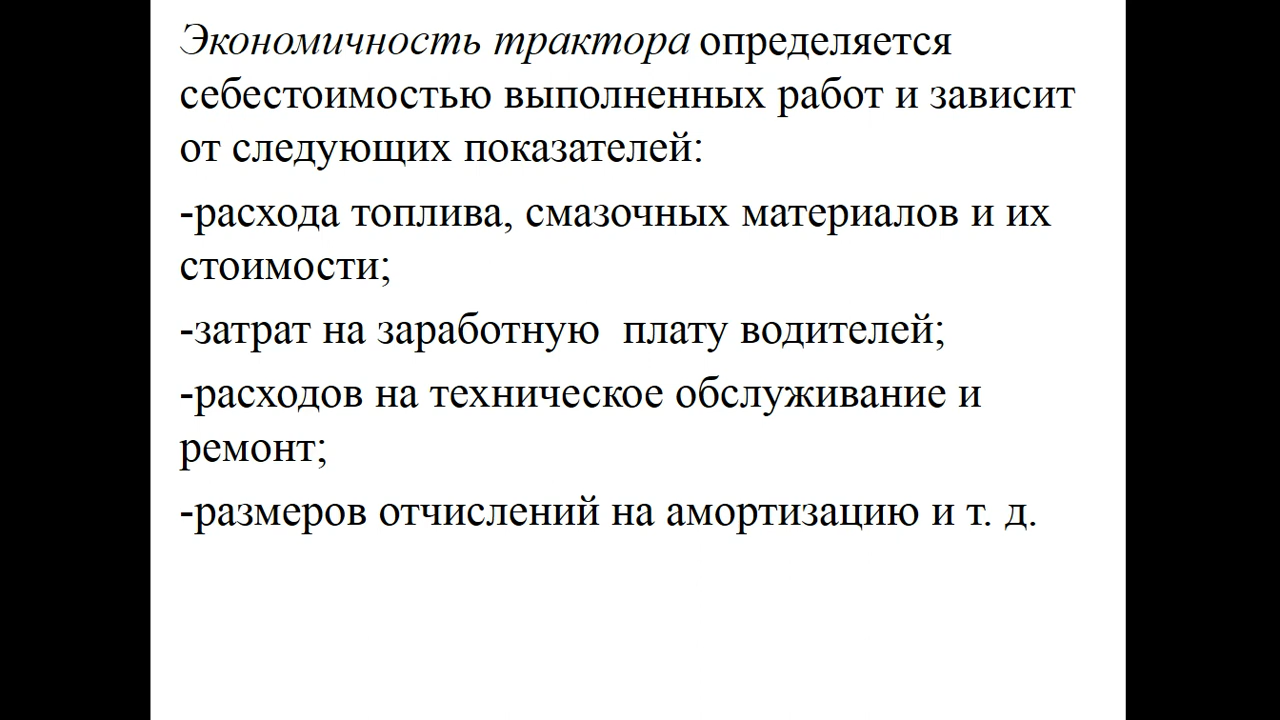 Экономичность трактора определяется
себестоимостью выполненных работ и зависит
от следующих показателей:
-расхода топлива, смазочных материалов и их
стоимости;
-затрат на заработную  плату водителей;
-расходов на техническое обслуживание и
ремонт;
-размеров отчислений на амортизацию и т. д.